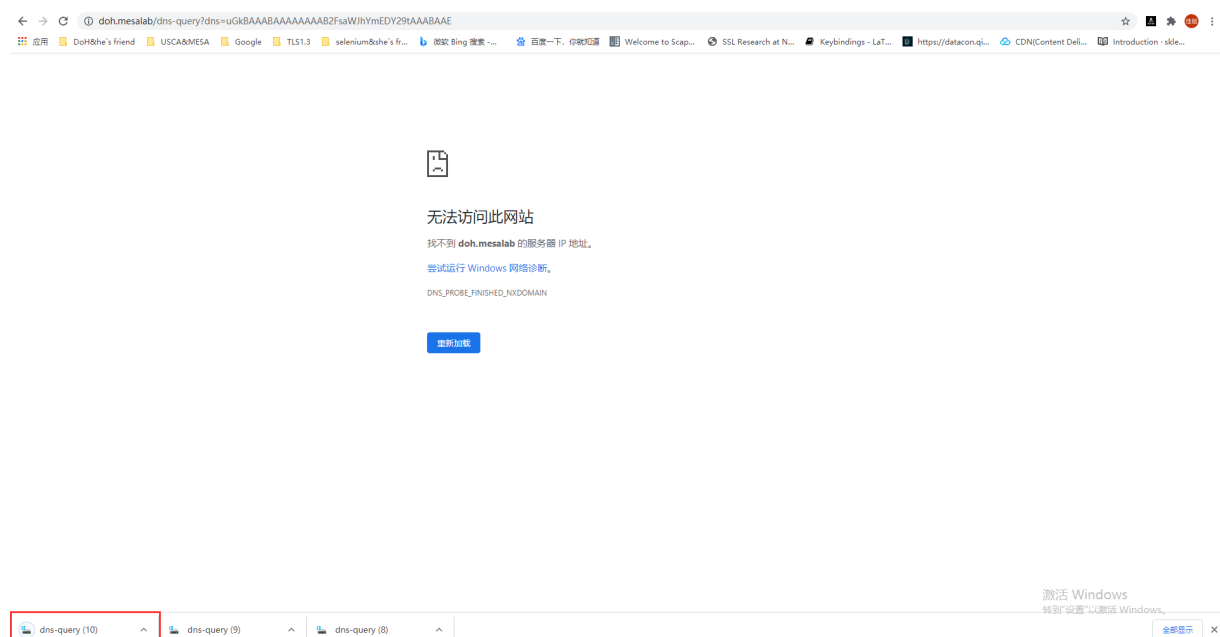 doh.mesalab/dns-query?dns=uGkBAAABAAAAAAAAB2FsaWJhYmEDY29tAAABAAE
应用 DoH&the`s friend USCA&MESA Google TLS1.3 selenium&she`s fr... 微软 Bing 搜索 -... 百度一下，你就知道 Welcome to Scap... SSL Research at N... Keybindings - LaT... https://datacon.qi... CDN(Content Deli... Introduction · skle...
无法访问此网站
找不到 doh.mesalab 的服务器 IP 地址。
尝试运行 Windows 网络诊断。
DNS_PROBE_FINISHED_NXDOMAIN
重新加载
激活 Windows
转到"设置"以激活 Windows。
dns-query (10) dns-query (9) dns-query (8) 全部显示